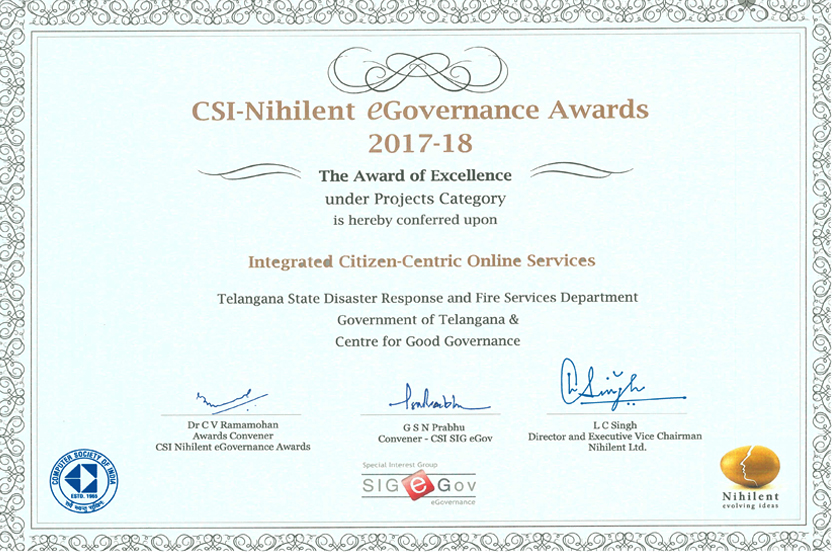 CSI-Nihilent eGovernance Awards
2017-18
The Award of Excellence
under Projects Category
is hereby conferred upon
Integrated Citizen-Centric Online Services
Telangana State Disaster Response and Fire Services Department
Government of Telangana &
Centre for Good Governance
Prabhu
Singh
Dr C V Ramamohan
Awards Convener
CSI Nihilent eGovernance Awards
G S N Prabhu
Convener - CSI SIG eGov
L C Singh
Director and Executive Vice Chairman
Nihilent Ltd.
COMPUTER SOCIETY OF INDIA
ESTD. 1965
Special Interest Group
SIG eGov
eGovernance
Nihilent
evolving ideas